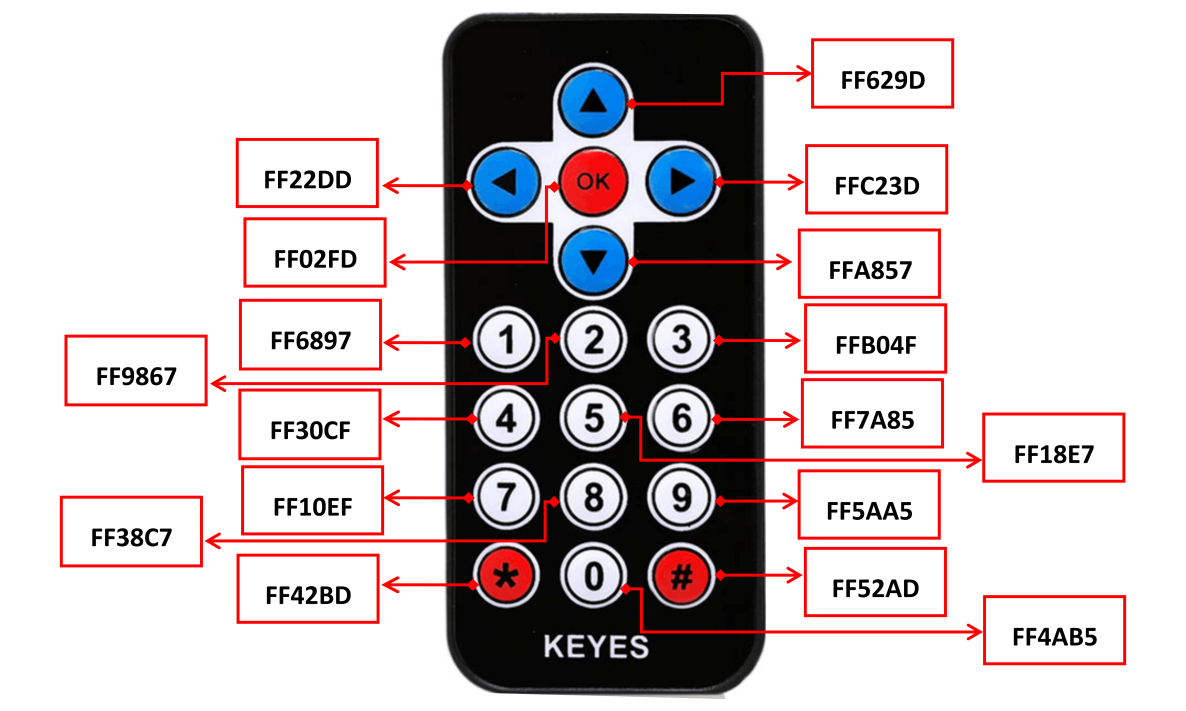 FF629D
FF22DD
OK
FFC23D
FF02FD
FFA857
FF6897
1
2
3
FFB04F
FF9867
FF30CF
4
5
6
FF7A85
FF18E7
FF10EF
7
8
9
FF5AA5
FF38C7
FF42BD
*
0
#
FF52AD
FF4AB5
KEYES